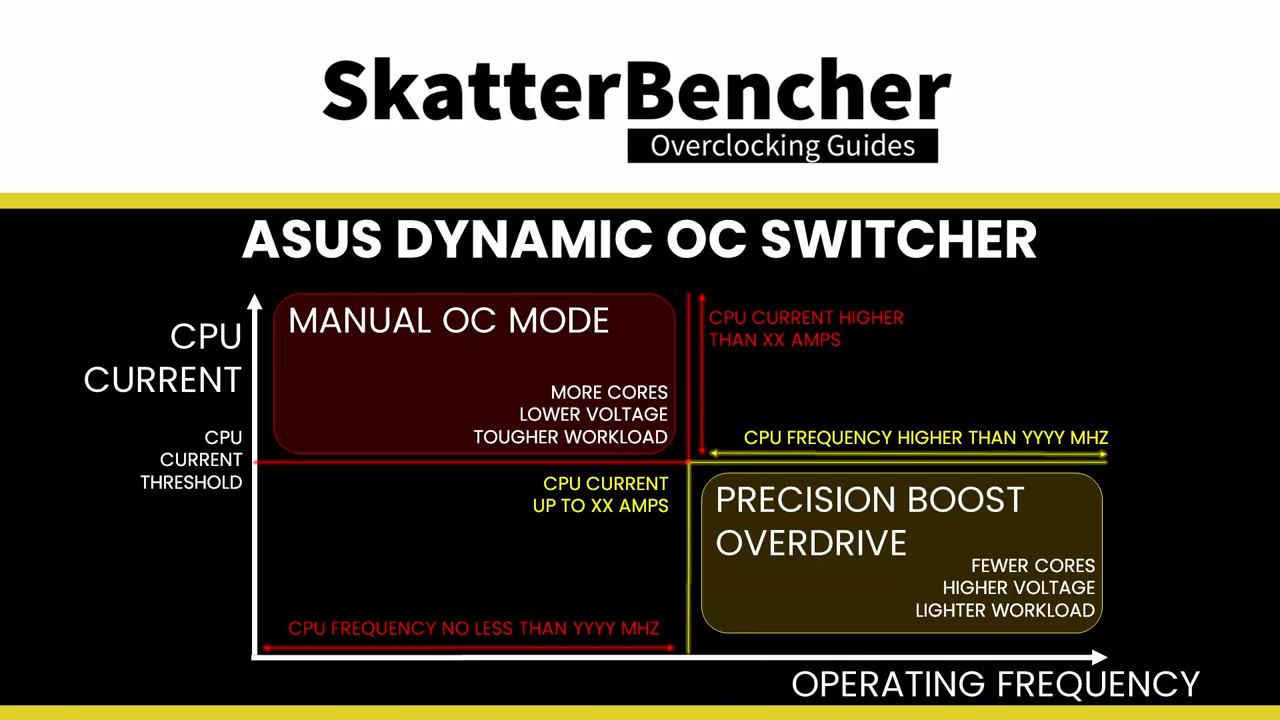 SkatterBencher
Overclocking Guides
ASUS DYNAMIC OC SWITCHER
CPU
CURRENT
CPU
CURRENT
THRESHOLD
MANUAL OC MODE
MORE CORES
LOWER VOLTAGE
TOUGHER WORKLOAD
CPU CURRENT HIGHER
THAN XX AMPS
CPU FREQUENCY HIGHER THAN YYYY MHZ
CPU CURRENT
UP TO XX AMPS
PRECISION BOOST
OVERDRIVE
FEWER CORES
HIGHER VOLTAGE
LIGHTER WORKLOAD
CPU FREQUENCY NO LESS THAN YYYY MHZ
OPERATING FREQUENCY